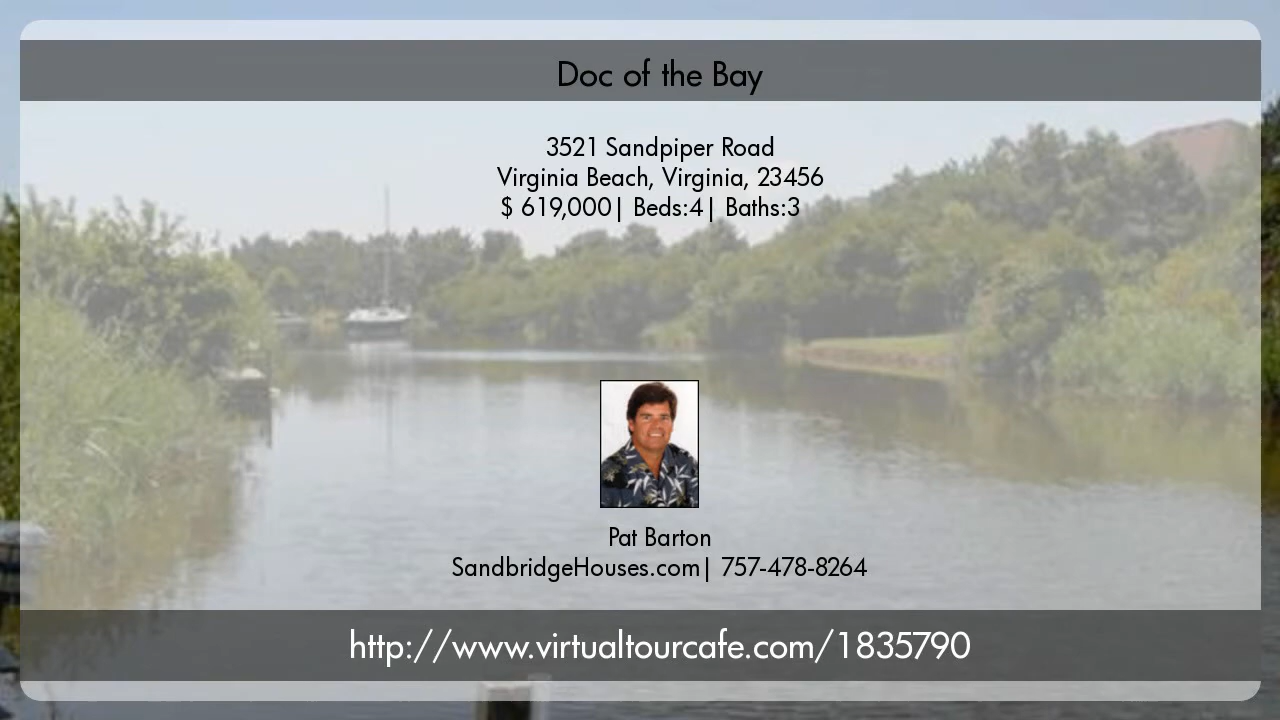 Doc of the Bay
3521 Sandpiper Road
Virginia Beach, Virginia, 23456
$ 619,000| Beds:4| Baths:3
Pat Barton
SandbridgeHouses.com| 757-478-8264
http://www.virtualtourcafe.com/1835790